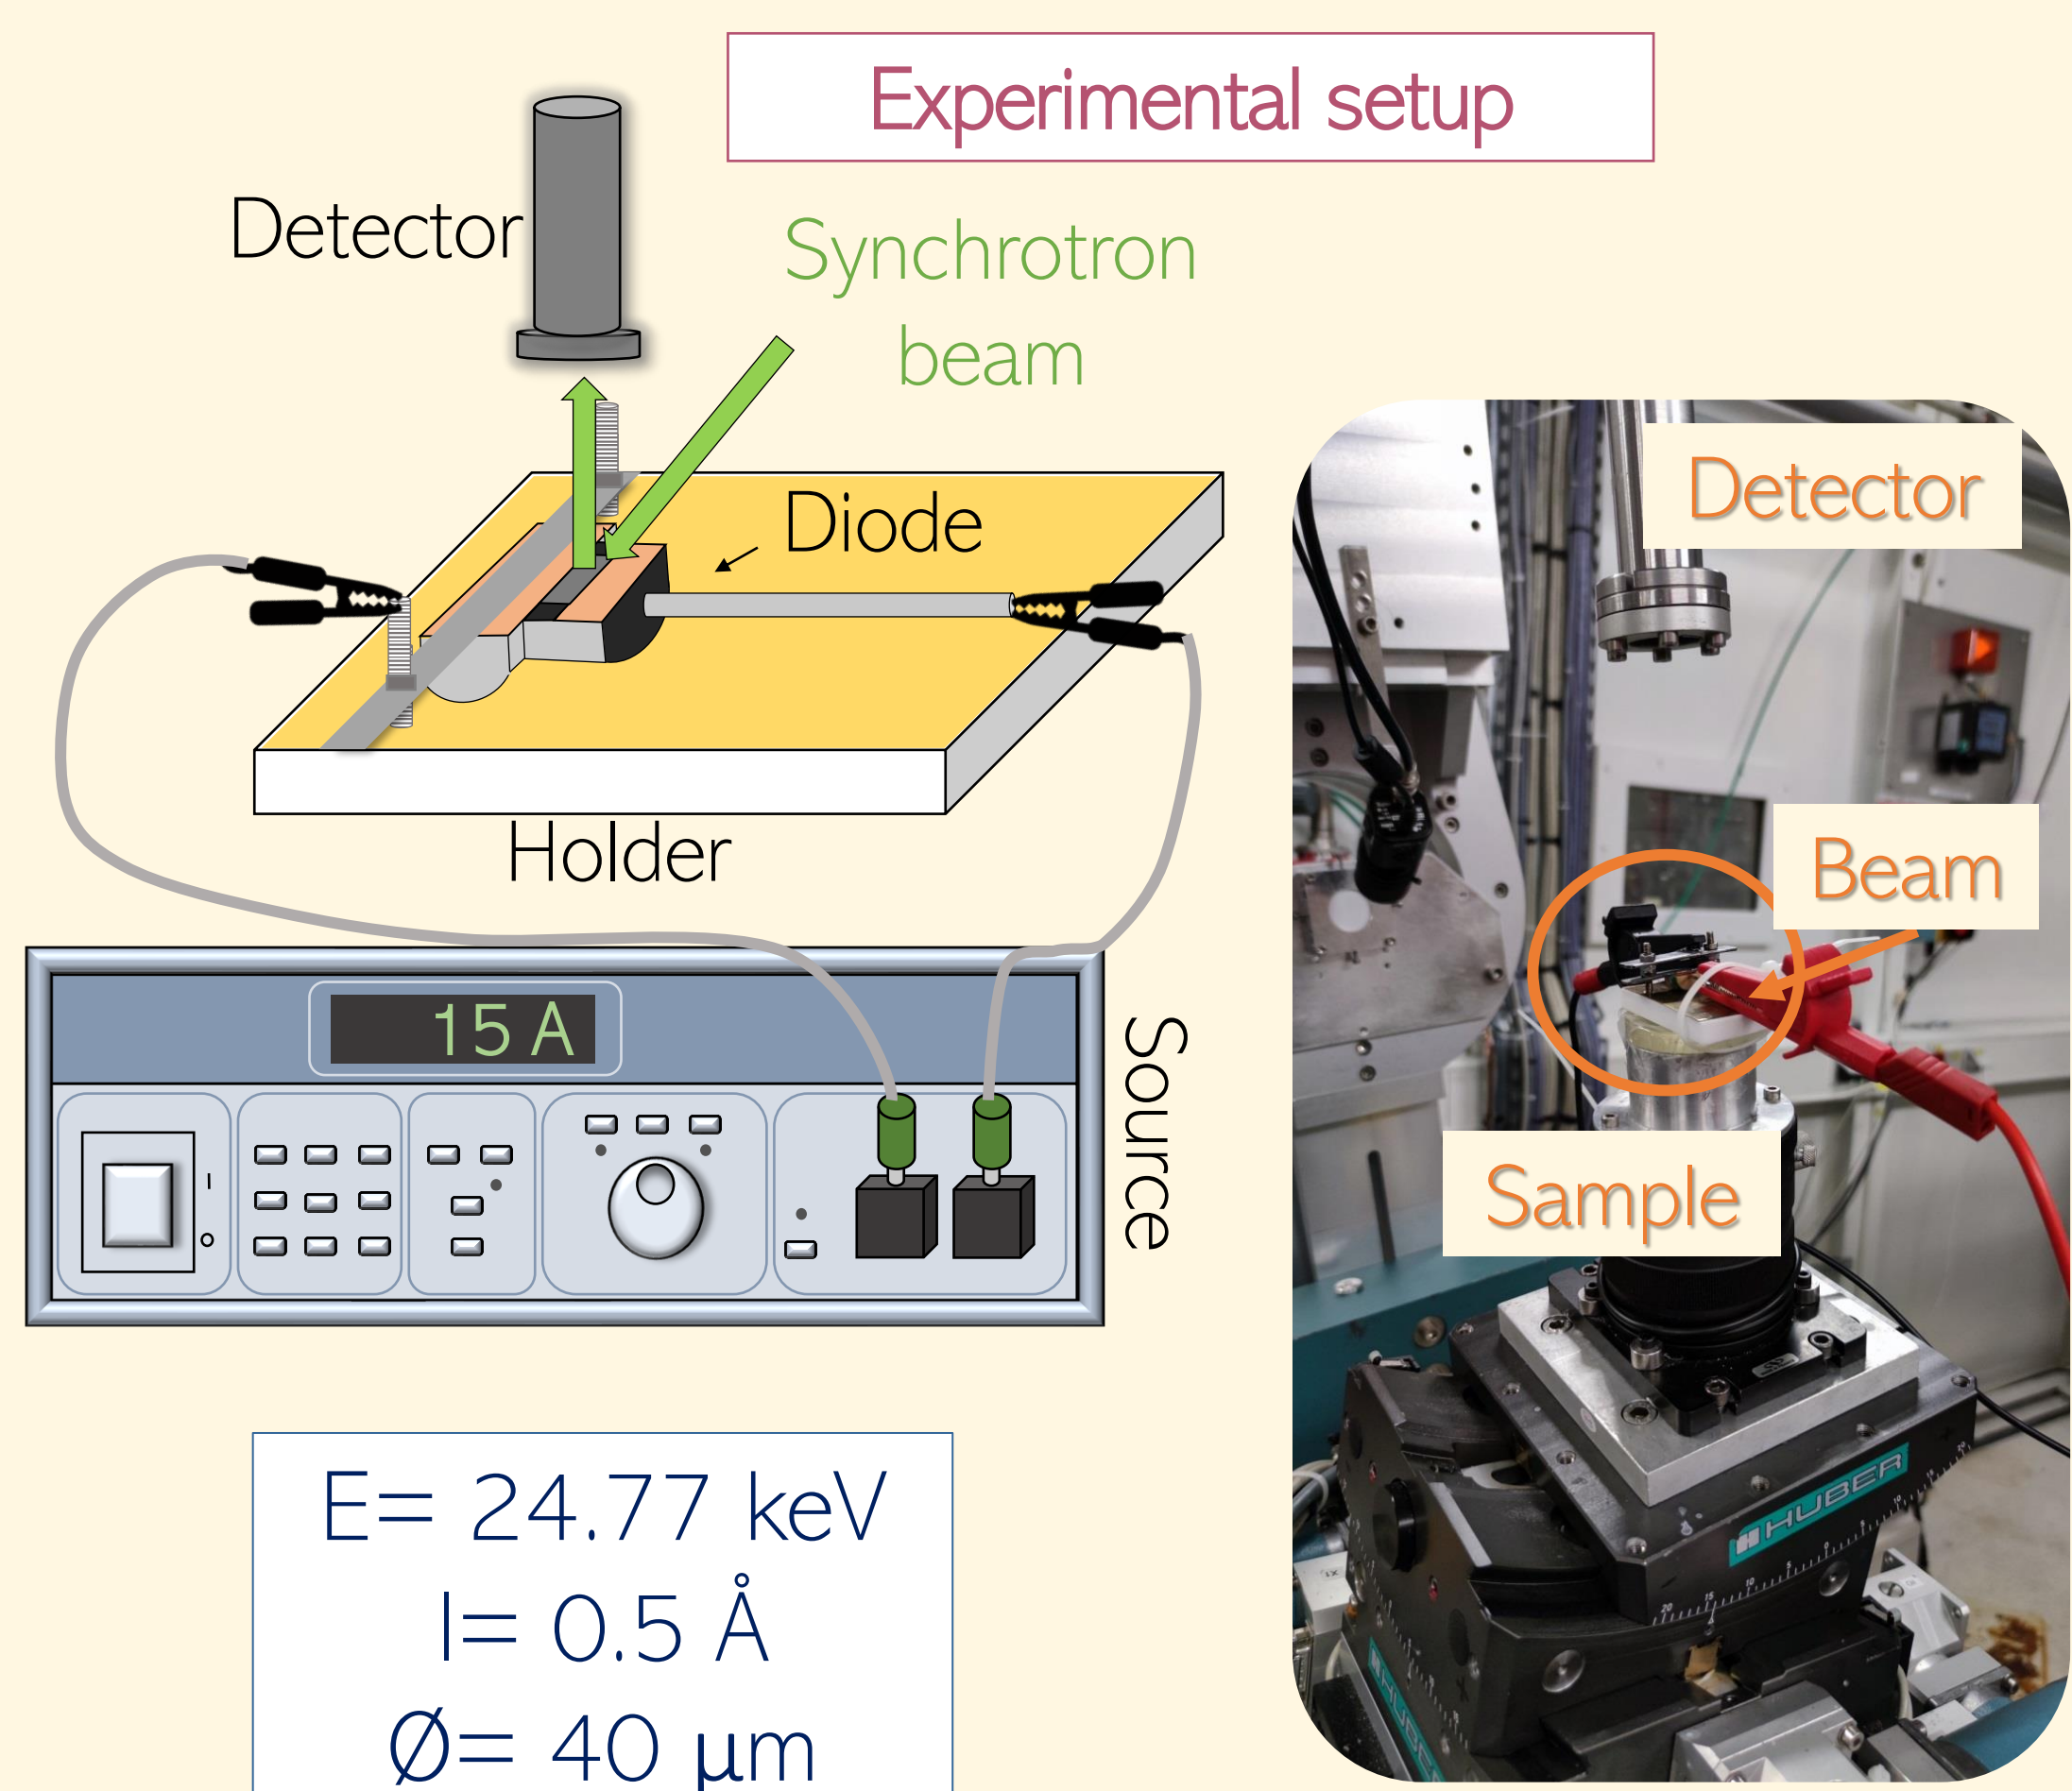 Experimental setup
Detector
Synchrotron
beam
Diode
Holder
15 A
Source
E= 24.77 keV
l= 0.5 Å
Ø= 40 µm
Detector
Beam
Sample
HUBER
HUBER